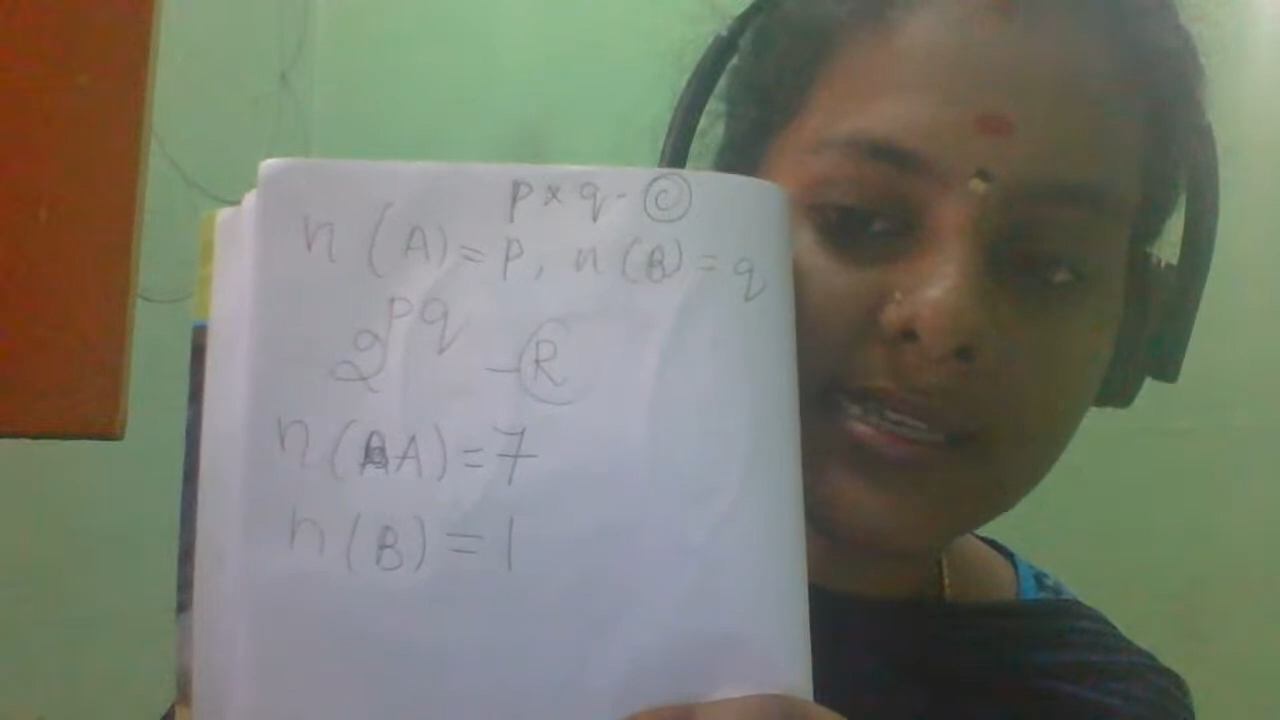 p x q - C
n (A) = p, n (B) = q
2^pq - R
n (A) = 7
n (B) = 1